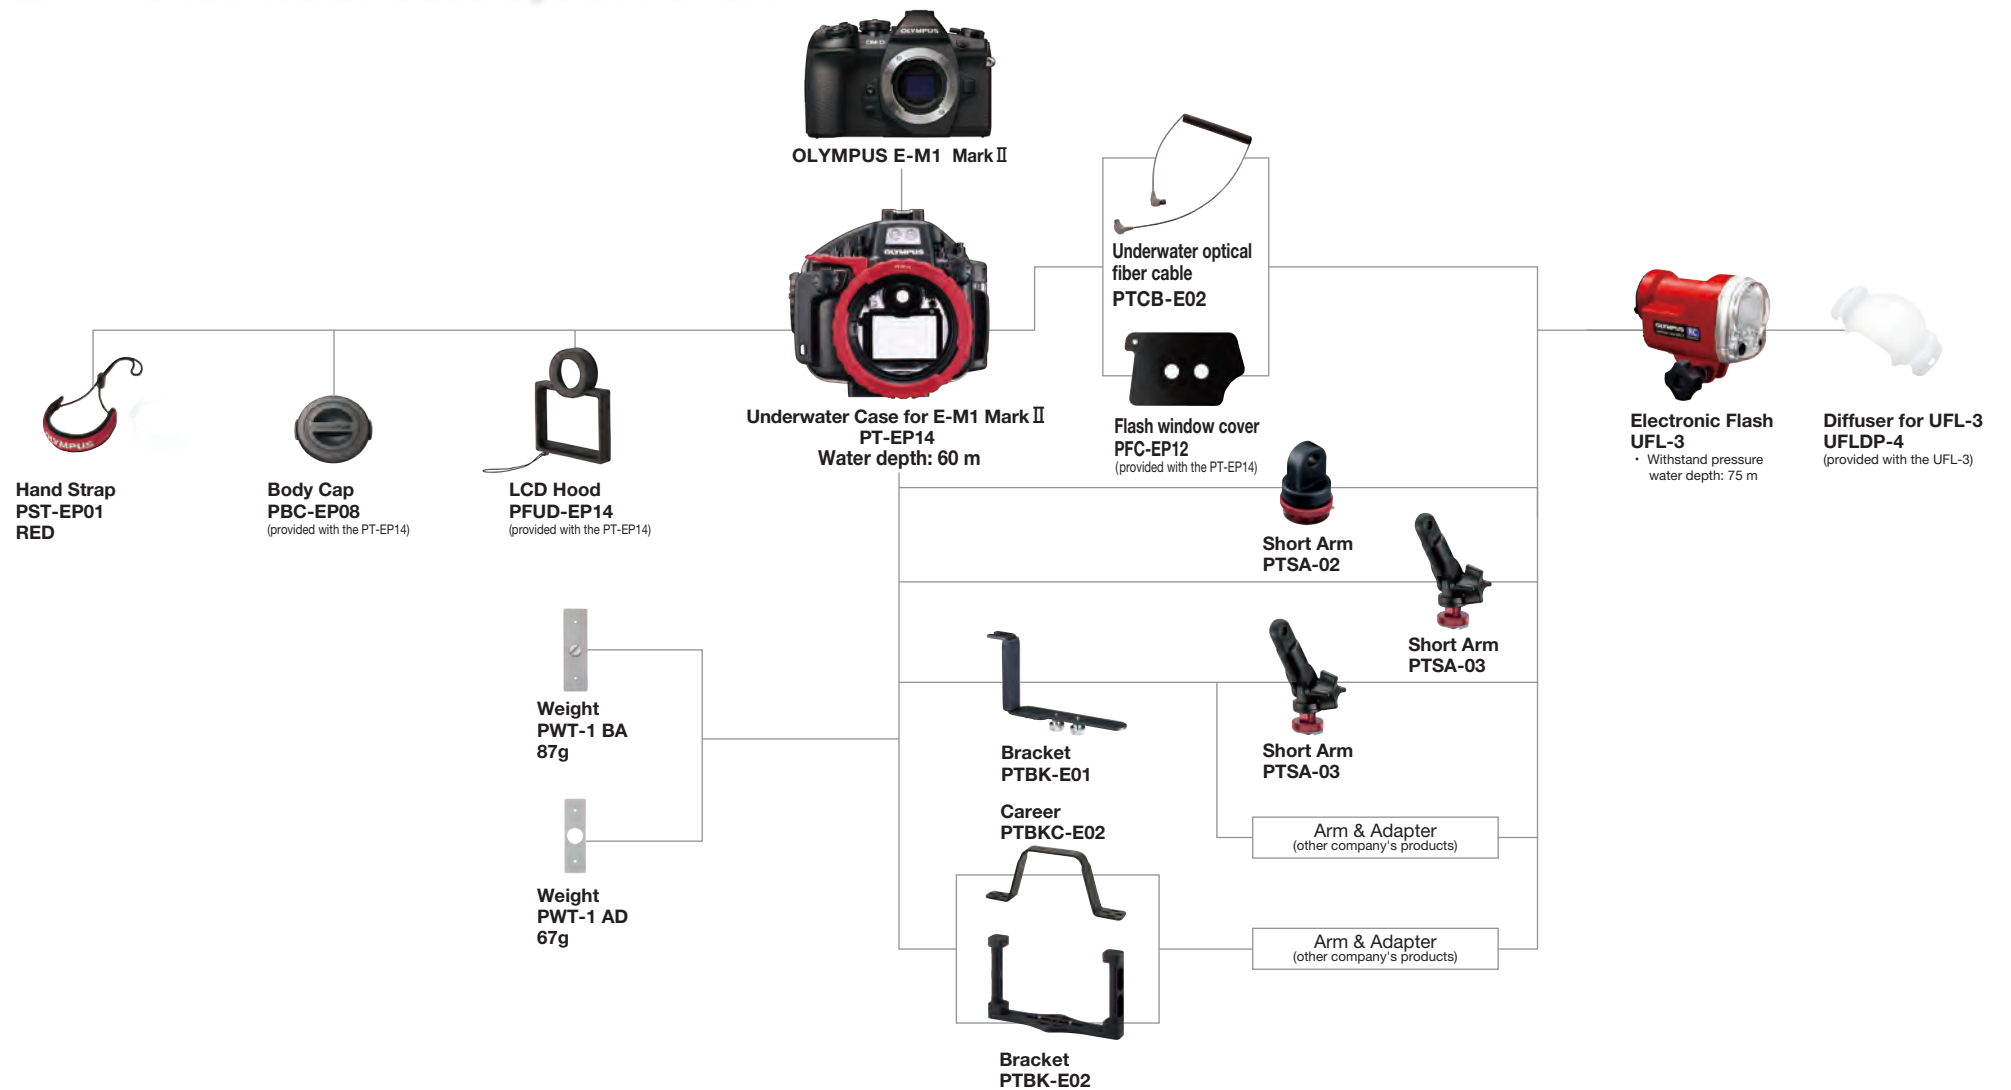 OLYMPUS
OLYMPUS E-M1 Mark Ⅱ
OLYMPUS
Underwater optical
fiber cable
PTCB-E02
OLYMPUS RC
OLYMPUS
Underwater Case for E-M1 Mark Ⅱ
PT-EP14
Water depth: 60 m
Flash window cover
PFC-EP12
(provided with the PT-EP14)
Electronic Flash
UFL-3
・ Withstand pressure
water depth: 75 m
Diffuser for UFL-3
UFLDP-4
(provided with the UFL-3)
Hand Strap
PST-EP01
RED
Body Cap
PBC-EP08
(provided with the PT-EP14)
LCD Hood
PFUD-EP14
(provided with the PT-EP14)
Short Arm
PTSA-02
Short Arm
PTSA-03
Weight
PWT-1 BA
87g
Bracket
PTBK-E01
Short Arm
PTSA-03
Career
PTBKC-E02
Arm & Adapter
(other company's products)
Weight
PWT-1 AD
67g
Arm & Adapter
(other company's products)
Bracket
PTBK-E02